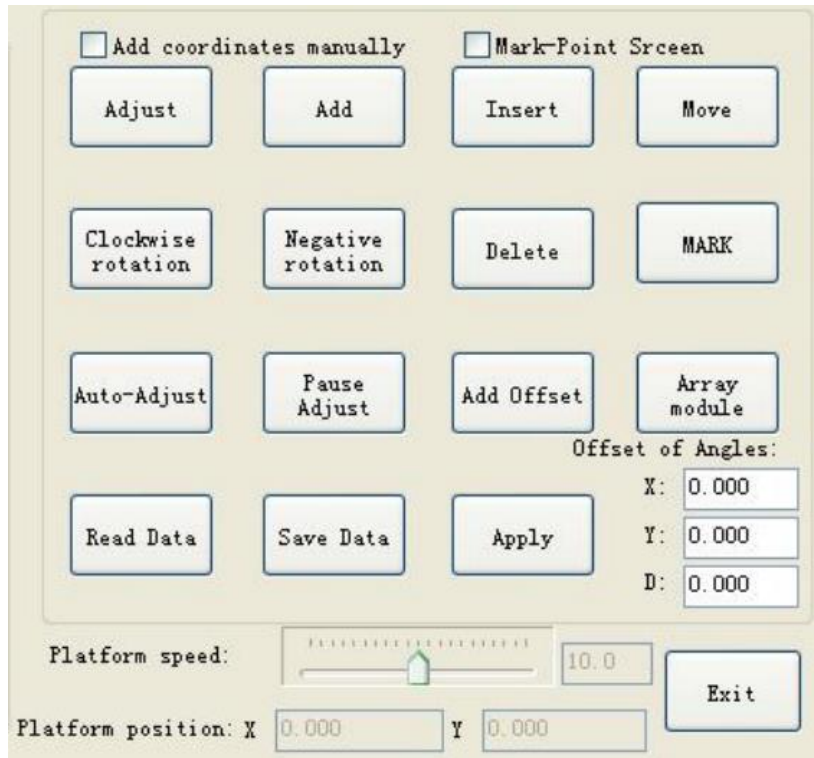 Add coordinates manually
Mark-Point Srceen
Adjust
Add
Insert
Move
Clockwise
rotation
Negative
rotation
Delete
MARK
Auto-Adjust
Pause
Adjust
Add Offset
Array
module
Offset of Angles:
X: 0.000
Read Data
Save Data
Apply
Y: 0.000
D: 0.000
Platform speed:
10.0
Exit
Platform position: X 0.000 Y 0.000